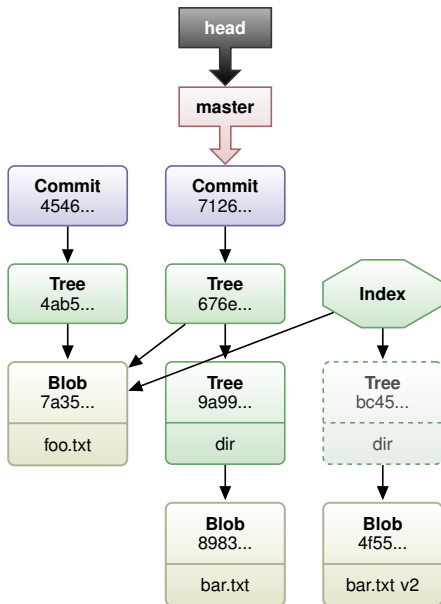 head
master
Commit
4546...
Commit
7126...
Tree
4ab5...
Tree
676e...
Index
Blob
7a35...
foo.txt
Tree
9a99...
dir
Tree
bc45...
dir
Blob
8983...
bar.txt
Blob
4f55...
bar.txt v2